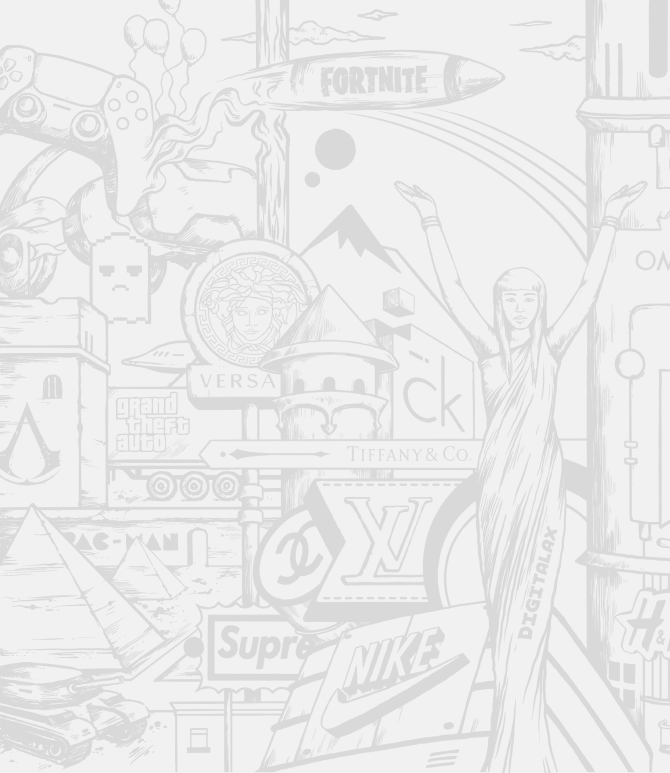 FORTNITE
OM
VERSA
grand
theft
auto
ck
TIFFANY & CO.
PAC-MAN
LV
DIGITALAX
Supre
NIKE
H&